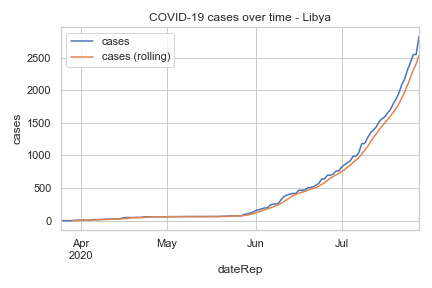 COVID-19 cases over time - Libya
cases
cases (rolling)
2500
2000
1500
1000
500
0
cases
Apr
2020
May
Jun
Jul
dateRep